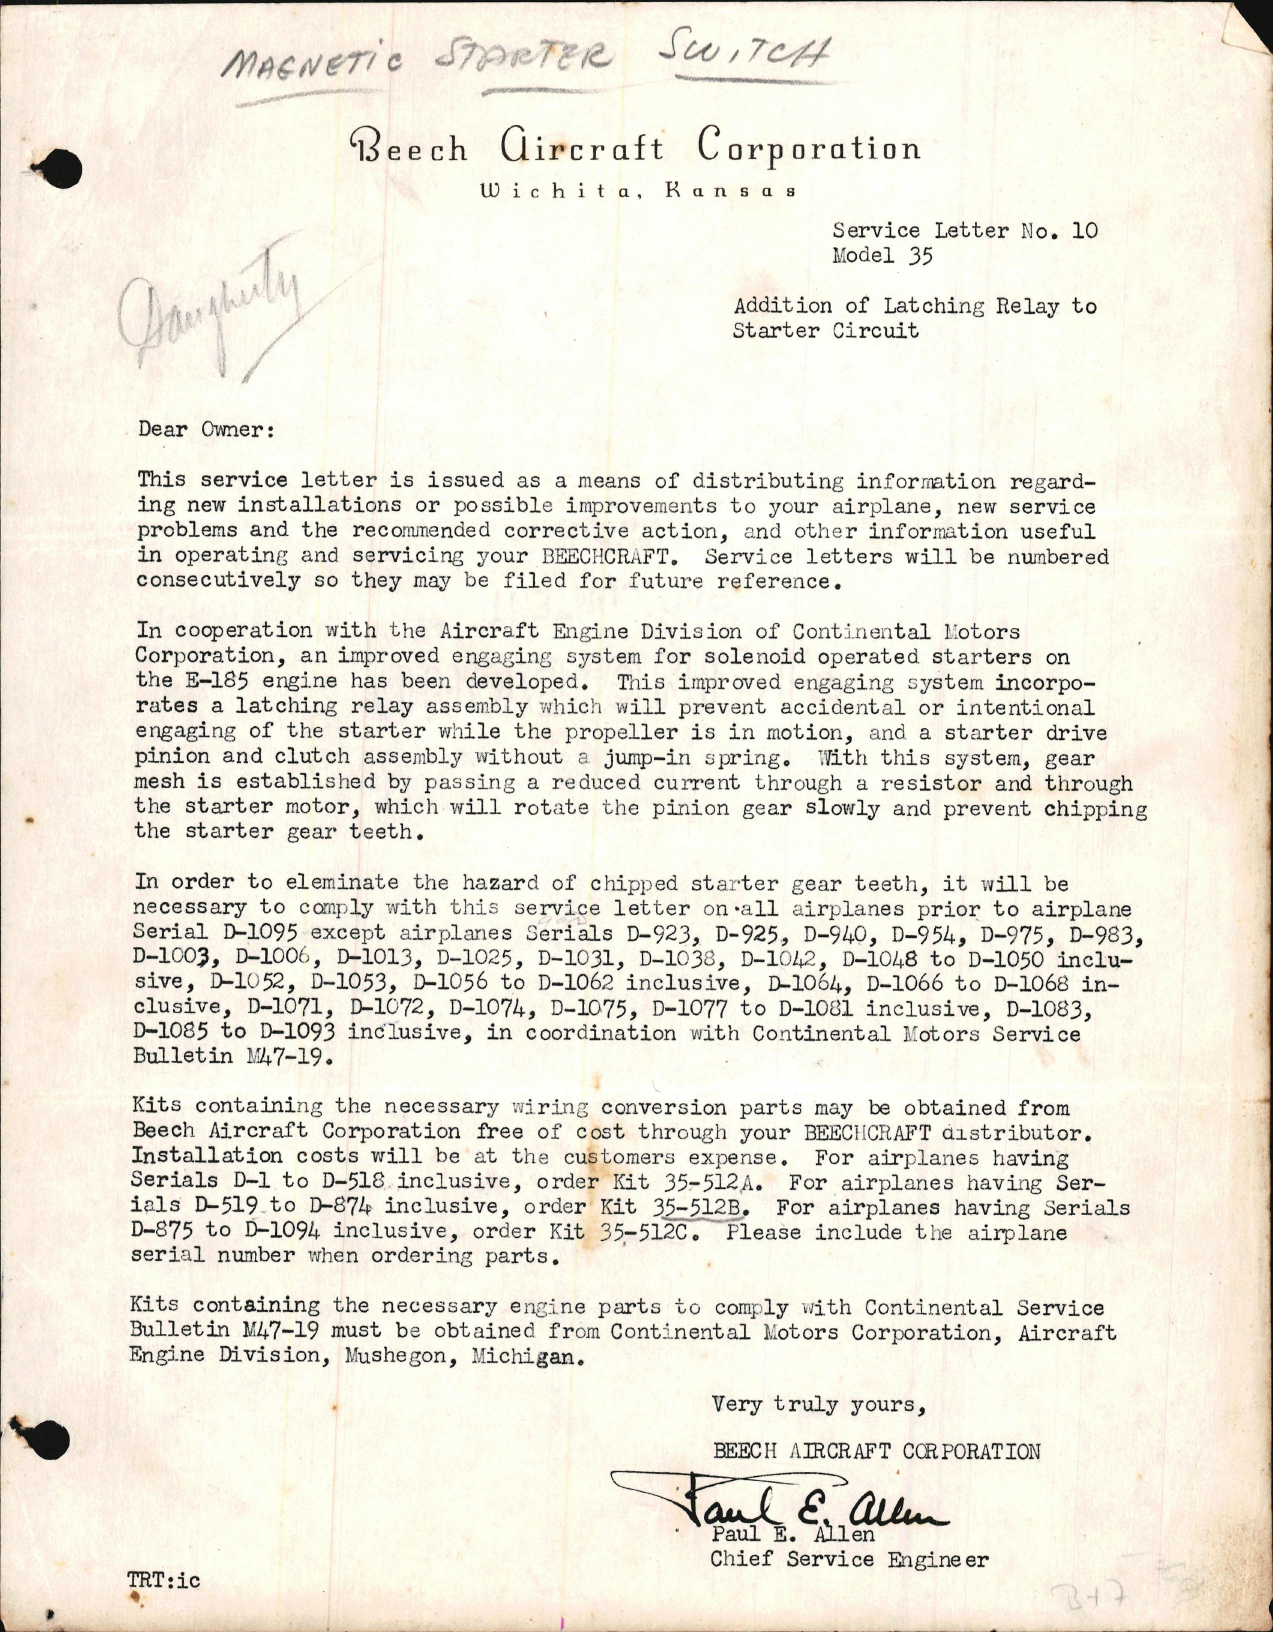 MAGNETIC STARTER SWITCH
Beech Aircraft Corporation
Wichita, Kansas
Service Letter No. 10
Model 35
Daugherty
Addition of Latching Relay to
Starter Circuit
Dear Owner:
This service letter is issued as a means of distributing information regard-
ing new installations or possible improvements to your airplane, new service
problems and the recommended corrective action, and other information useful
in operating and servicing your BEECHCRAFT. Service letters will be numbered
consecutively so they may be filed for future reference.
In cooperation with the Aircraft Engine Division of Continental Motors
Corporation, an improved engaging system for solenoid operated starters on
the E-185 engine has been developed. This improved engaging system incorpo-
rates a latching relay assembly which will prevent accidental or intentional
engaging of the starter while the propeller is in motion, and a starter drive
pinion and clutch assembly without a jump-in spring. With this system, gear
mesh is established by passing a reduced current through a resistor and through
the starter motor, which will rotate the pinion gear slowly and prevent chipping
the starter gear teeth.
In order to eleminate the hazard of chipped starter gear teeth, it will be
necessary to comply with this service letter on all airplanes prior to airplane
Serial D-1095 except airplanes Serials D-923, D-925, D-940, D-954, D-975, D-983,
D-1003, D-1006, D-1013, D-1025, D-1031, D-1038, D-1042, D-1048 to D-1050 inclu-
sive, D-1052, D-1053, D-1056 to D-1062 inclusive, D-1064, D-1066 to D-1068 in-
clusive, D-1071, D-1072, D-1074, D-1075, D-1077 to D-1081 inclusive, D-1083,
D-1085 to D-1093 inclusive, in coordination with Continental Motors Service
Bulletin M47-19.
Kits containing the necessary wiring conversion parts may be obtained from
Beech Aircraft Corporation free of cost through your BEECHCRAFT distributor.
Installation costs will be at the customers expense. For airplanes having
Serials D-1 to D-518 inclusive, order Kit 35-512A. For airplanes having Ser-
ials D-519 to D-874 inclusive, order Kit 35-512B. For airplanes having Serials
D-875 to D-1094 inclusive, order Kit 35-512C. Please include the airplane
serial number when ordering parts.
Kits containing the necessary engine parts to comply with Continental Service
Bulletin M47-19 must be obtained from Continental Motors Corporation, Aircraft
Engine Division, Mushegon, Michigan.
Very truly yours,
BEECH AIRCRAFT CORPORATION
Paul E. Allen
Paul E. Allen
Chief Service Engineer
TRT:ic